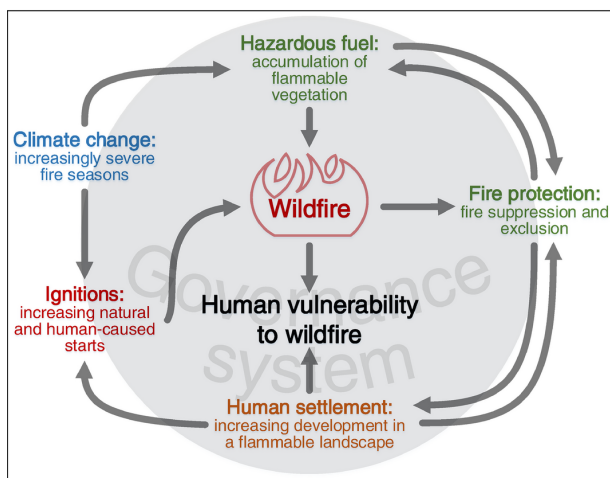 Hazardous fuel:
accumulation of
flammable
vegetation
Climate change:
increasingly severe
fire seasons
Wildfire
Fire protection:
fire suppression and
exclusion
Ignitions:
increasing natural
and human-caused
starts
Human vulnerability
to wildfire
Governance
system
Human settlement:
increasing development in
a flammable landscape